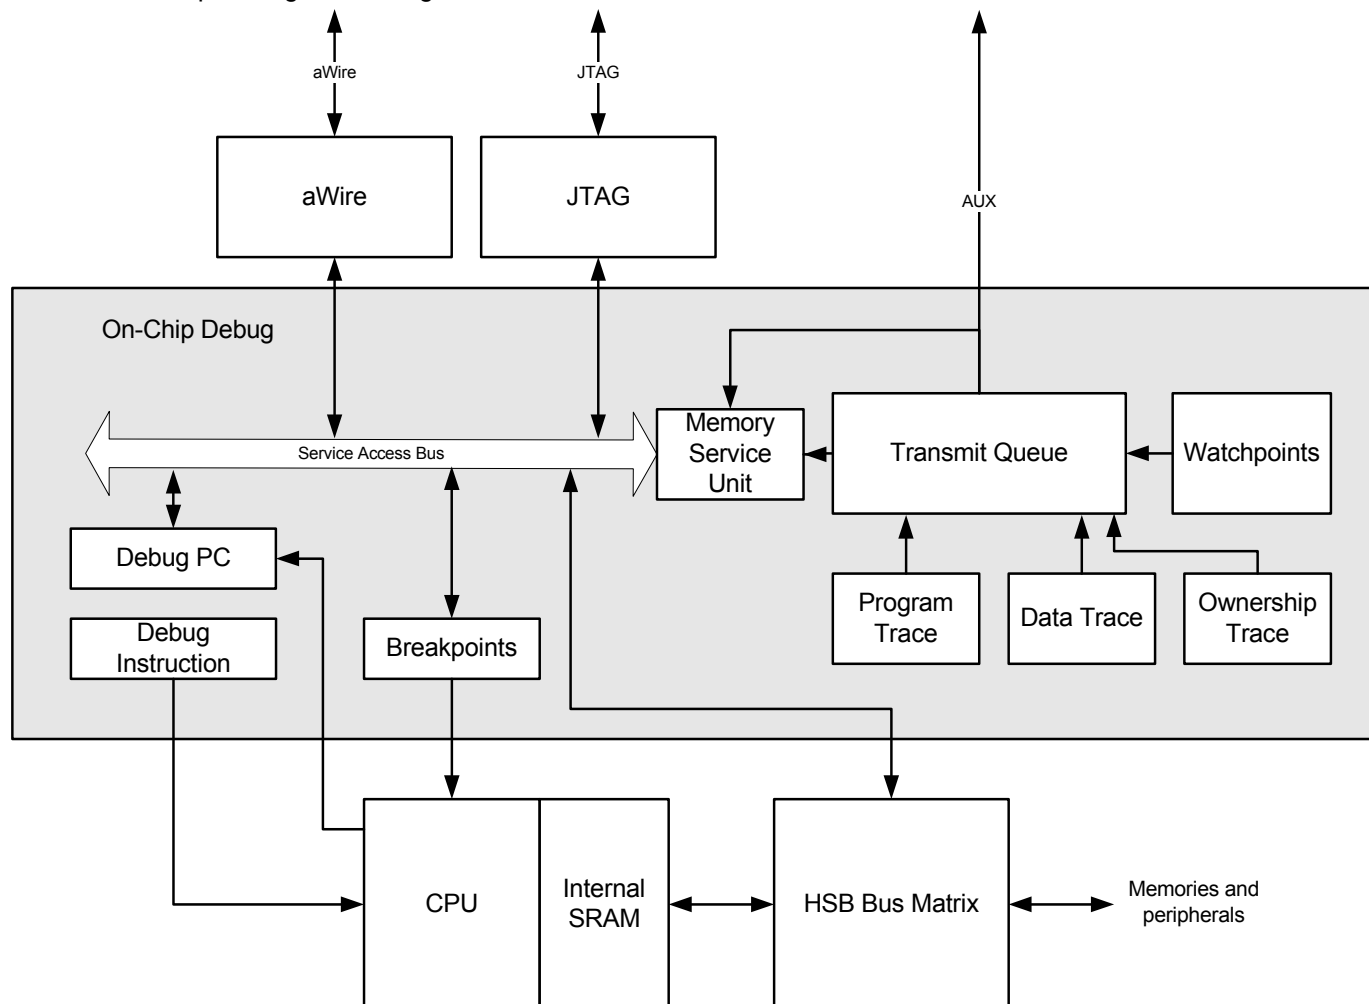 aWire
JTAG
aWire
JTAG
AUX
On-Chip Debug
Service Access Bus
Memory
Service
Unit
Transmit Queue
Watchpoints
Debug PC
Debug
Instruction
Breakpoints
Program
Trace
Data Trace
Ownership
Trace
CPU
Internal
SRAM
HSB Bus Matrix
Memories and
peripherals